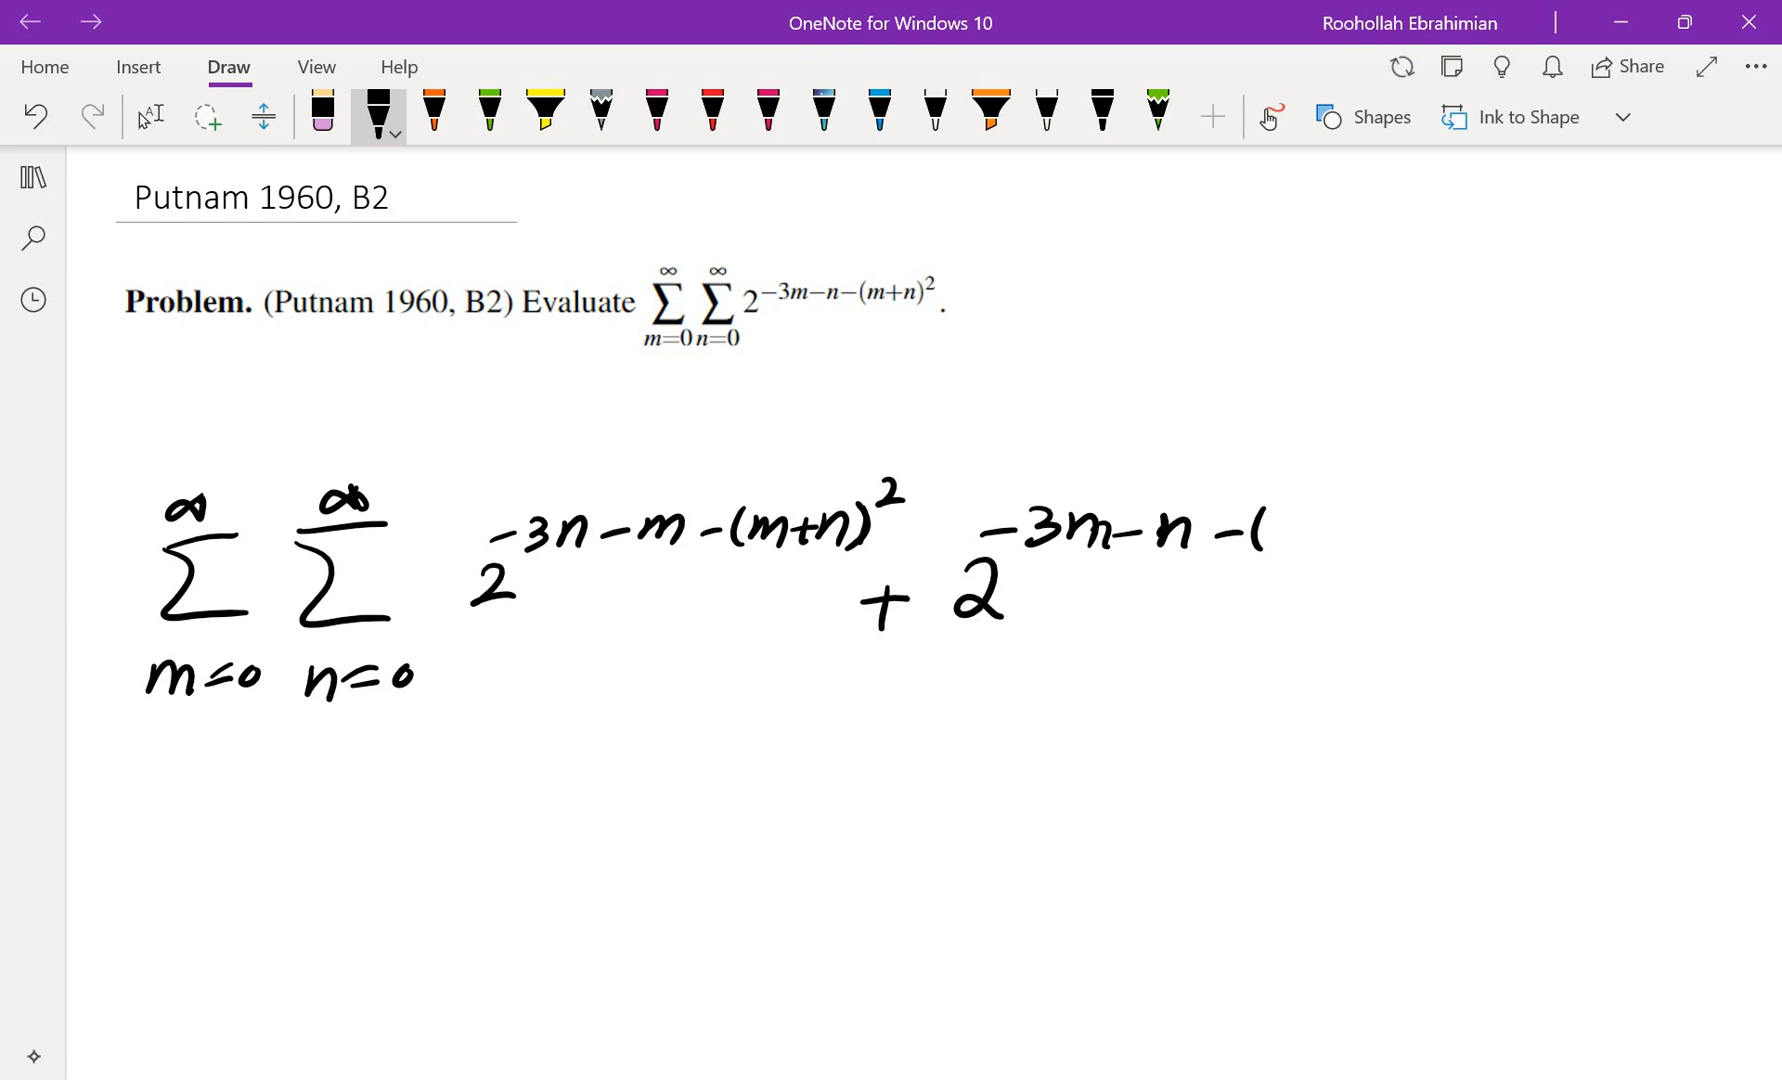 OneNote for Windows 10
Roohollah Ebrahimian
Home Insert Draw View Help
Share
Shapes Ink to Shape
Putnam 1960, B2
Problem. (Putnam 1960, B2) Evaluate ∑_{m=0}^{∞} ∑_{n=0}^{∞} 2^{−3m−n−(m+n)^2}.
∑_{m=0}^{∞} ∑_{n=0}^{∞} 2^{-3n-m-(m+n)^2} + 2^{-3m-n-(}